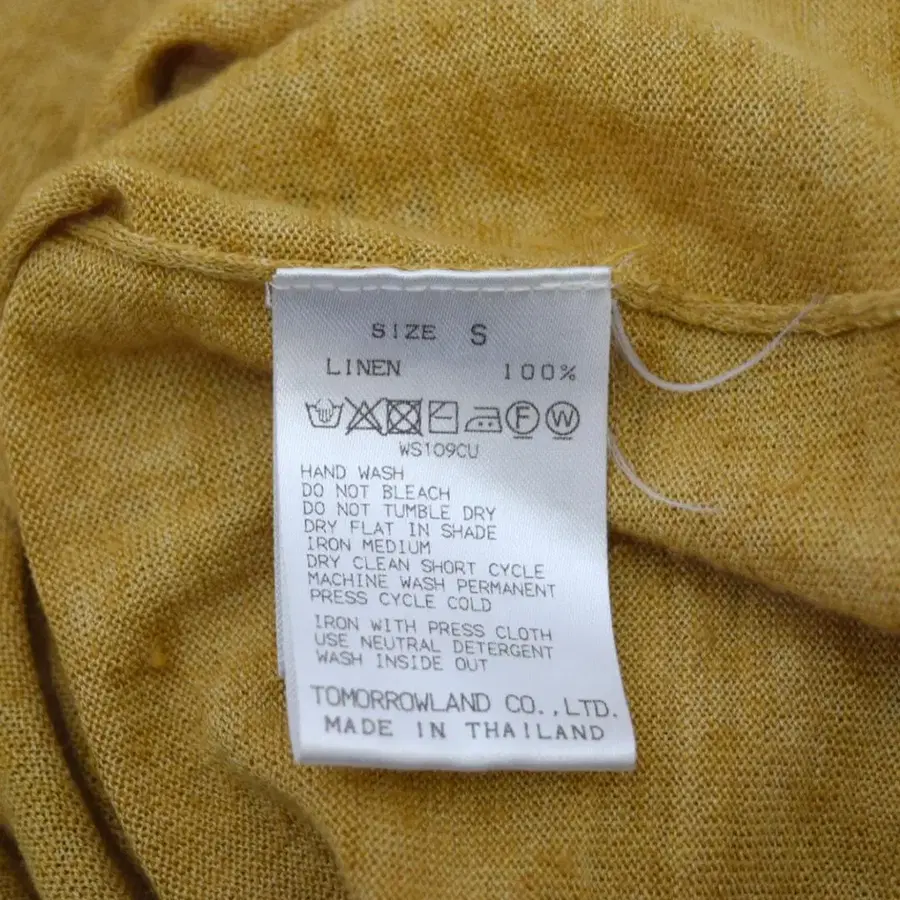 SIZE S
LINEN 100%
F W
WS109CU
HAND WASH
DO NOT BLEACH
DO NOT TUMBLE DRY
DRY FLAT IN SHADE
IRON MEDIUM
DRY CLEAN SHORT CYCLE
MACHINE WASH PERMANENT
PRESS CYCLE COLD
IRON WITH PRESS CLOTH
USE NEUTRAL DETERGENT
WASH INSIDE OUT
TOMORROWLAND CO.,LTD.
MADE IN THAILAND